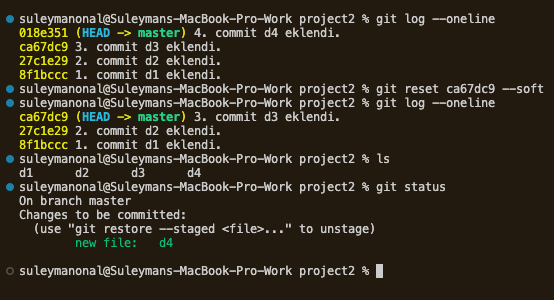 suleymanonal@Suleymans-MacBook-Pro-Work project2 % git log --oneline
018e351 (HEAD -> master) 4. commit d4 eklendi.
ca67dc9 3. commit d3 eklendi.
27c1e29 2. commit d2 eklendi.
8f1bccc 1. commit d1 eklendi.
suleymanonal@Suleymans-MacBook-Pro-Work project2 % git reset ca67dc9 --soft
suleymanonal@Suleymans-MacBook-Pro-Work project2 % git log --oneline
ca67dc9 (HEAD -> master) 3. commit d3 eklendi.
27c1e29 2. commit d2 eklendi.
8f1bccc 1. commit d1 eklendi.
suleymanonal@Suleymans-MacBook-Pro-Work project2 % ls
d1 d2 d3 d4
suleymanonal@Suleymans-MacBook-Pro-Work project2 % git status
On branch master
Changes to be committed:
(use "git restore --staged <file>..." to unstage)
new file: d4
suleymanonal@Suleymans-MacBook-Pro-Work project2 %